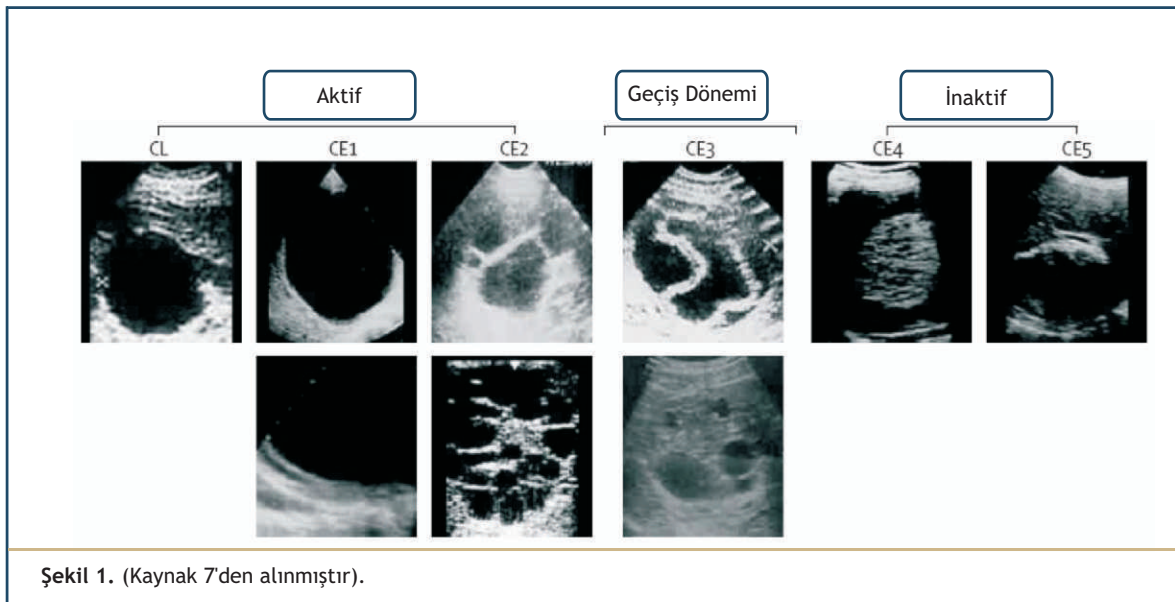 Aktif
Geçiş Dönemi
İnaktif
CL
CE1
CE2
CE3
CE4
CE5
Şekil 1. (Kaynak 7'den alınmıştır).